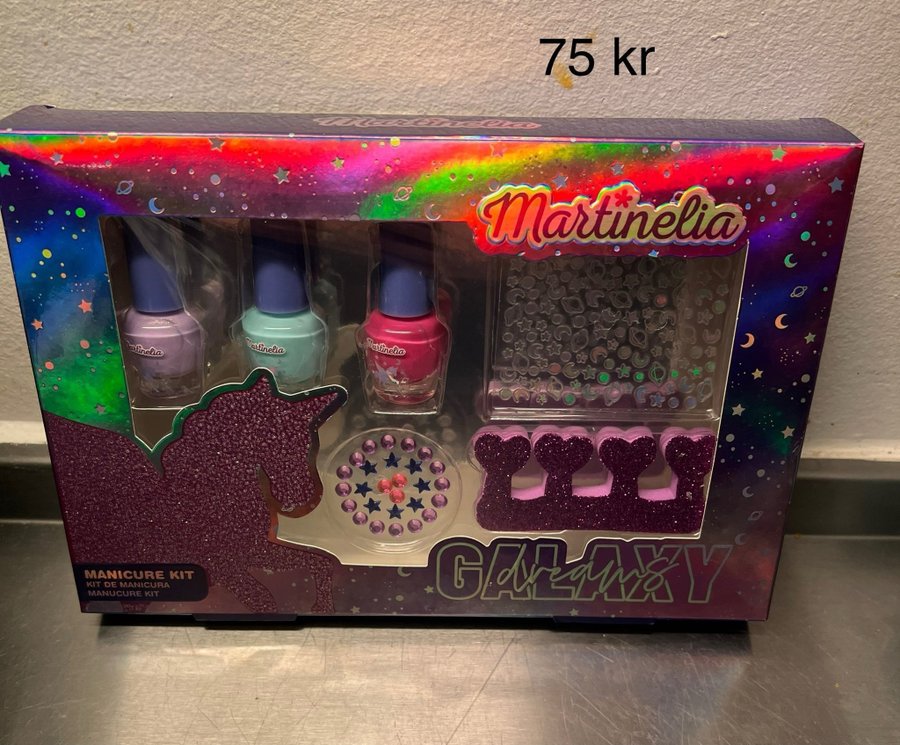 75 kr
Martinelia
Martinelia
Martinelia
Martinelia
Martinelia
GALAXY
dreams
MANICURE KIT
KIT DE MANICURA
MANUCURE KIT